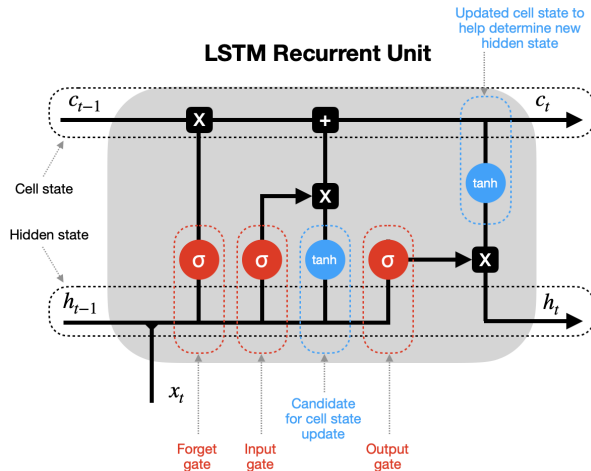 Updated cell state to
help determine new
hidden state
LSTM Recurrent Unit
c_{t-1}
c_t
X
+
Cell state
X
tanh
Hidden state
σ
σ
tanh
σ
X
h_{t-1}
h_t
x_t
Forget
gate
Input
gate
Candidate
for cell state
update
Output
gate